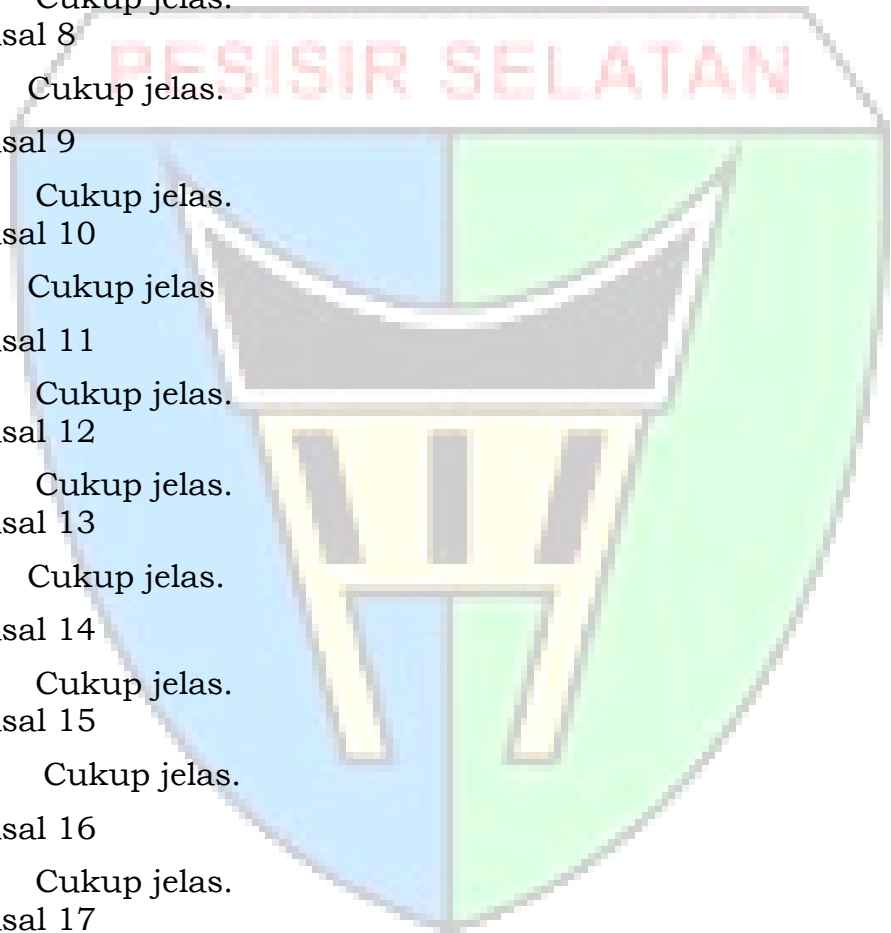 Cukup jelas.
sal 8
PESISIR SELATAN
Cukup jelas.
sal 9
Cukup jelas.
sal 10
Cukup jelas
sal 11
Cukup jelas.
sal 12
Cukup jelas.
sal 13
Cukup jelas.
sal 14
Cukup jelas.
sal 15
Cukup jelas.
sal 16
Cukup jelas.
sal 17